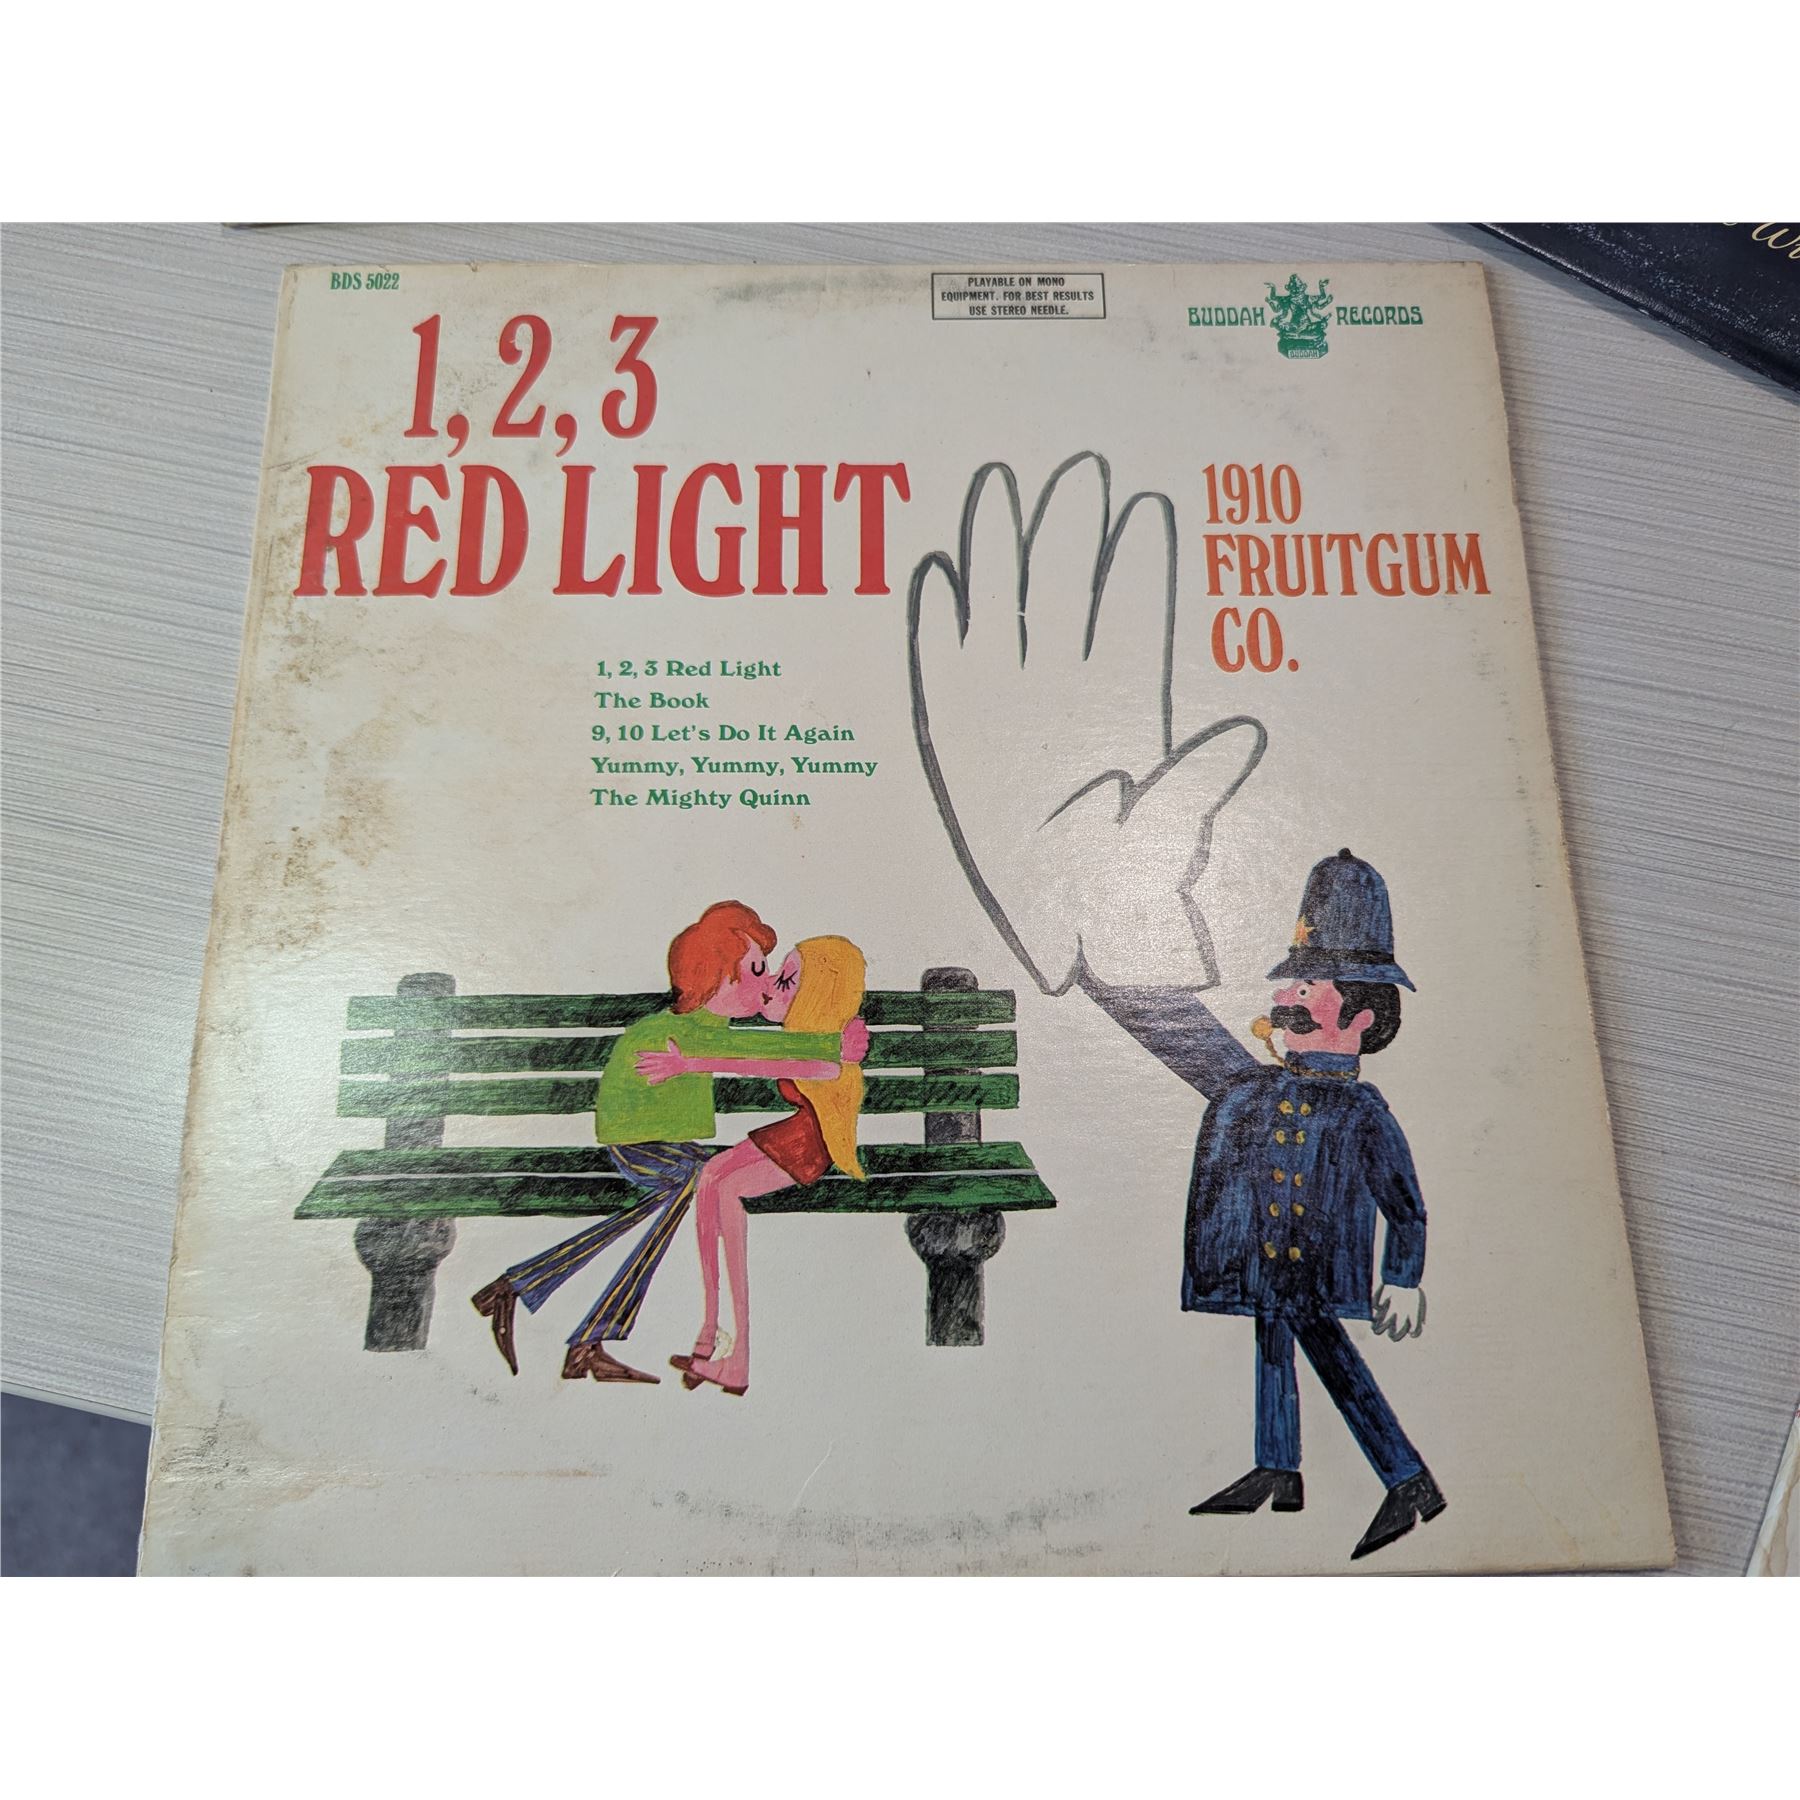 BDS 5022
PLAYABLE ON MONO
EQUIPMENT. FOR BEST RESULTS
USE STEREO NEEDLE.
BUDDAH RECORDS
BUDDAH
1, 2, 3
RED LIGHT
1910
FRUITGUM
CO.
1, 2, 3 Red Light
The Book
9, 10 Let's Do It Again
Yummy, Yummy, Yummy
The Mighty Quinn